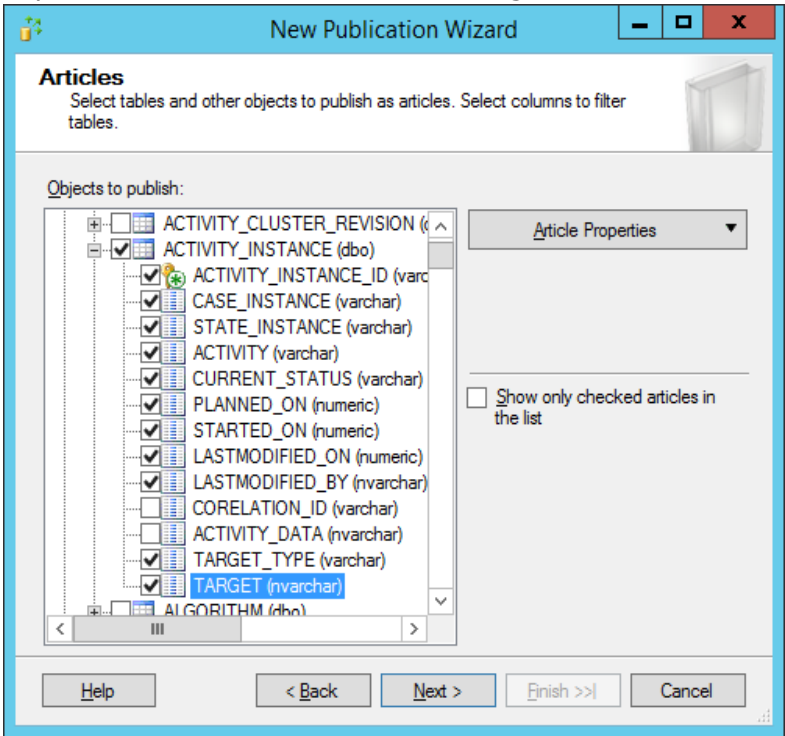 New Publication Wizard
Articles
Select tables and other objects to publish as articles. Select columns to filter
tables.
Objects to publish:
ACTIVITY_CLUSTER_REVISION (
ACTIVITY_INSTANCE (dbo)
ACTIVITY_INSTANCE_ID (varc
CASE_INSTANCE (varchar)
STATE_INSTANCE (varchar)
ACTIVITY (varchar)
CURRENT_STATUS (varchar)
PLANNED_ON (numeric)
STARTED_ON (numeric)
LASTMODIFIED_ON (numeric)
LASTMODIFIED_BY (nvarchar)
CORELATION_ID (varchar)
ACTIVITY_DATA (nvarchar)
TARGET_TYPE (varchar)
TARGET (nvarchar)
ALGORITHM (dbo)
Article Properties
Show only checked articles in
the list
Help
< Back
Next >
Finish >>|
Cancel